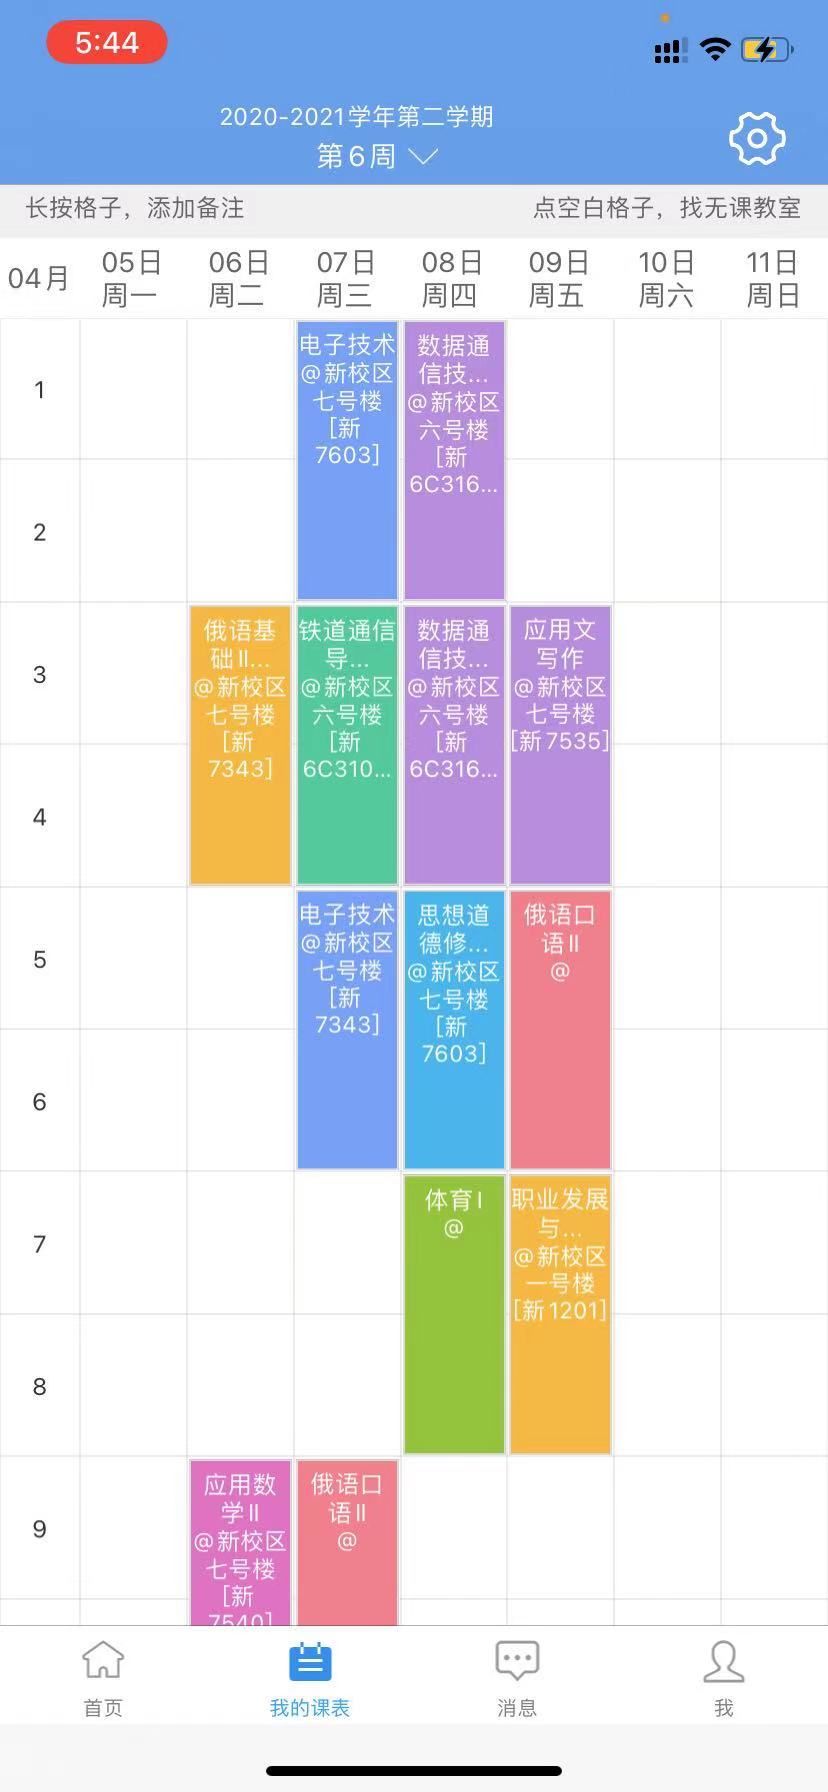 5:44
2020-2021学年第二学期
第6周
长按格子，添加备注
点空白格子，找无课教室
04月
05日
周一
06日
周二
07日
周三
08日
周四
09日
周五
10日
周六
11日
周日
1
电子技术
@新校区
七号楼
[新
7603]
数据通
信技...
@新校区
六号楼
[新
6C316...
2
3
俄语基
础Ⅱ...
@新校区
七号楼
[新
7343]
铁道通信
导...
@新校区
六号楼
[新
6C310...
数据通
信技...
@新校区
六号楼
[新
6C316...
应用文
写作
@新校区
七号楼
[新7535]
4
5
电子技术
@新校区
七号楼
[新
7343]
思想道
德修...
@新校区
七号楼
[新
7603]
俄语口
语Ⅱ
@
6
7
体育Ⅰ
@
职业发展
与...
@新校区
一号楼
[新1201]
8
9
应用数
学Ⅱ
@新校区
七号楼
[新
7540]
俄语口
语Ⅱ
@
首页
我的课表
消息
我